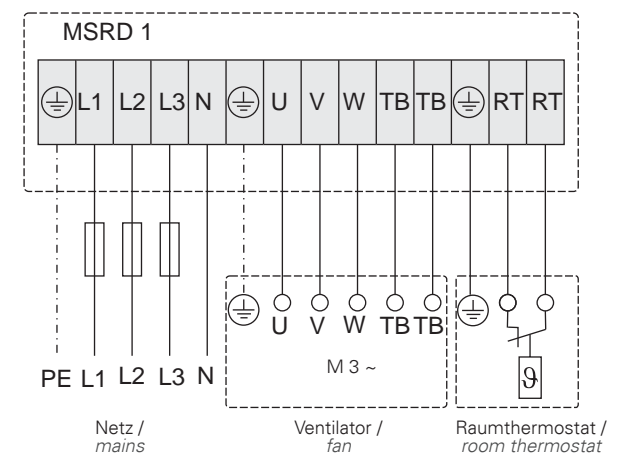 MSRD 1
L1 L2 L3 N U V W TB TB RT RT
U V W TB TB
M 3 ~
ϑ
PE L1 L2 L3 N
Netz / Ventilator / Raumthermostat /
mains fan room thermostat